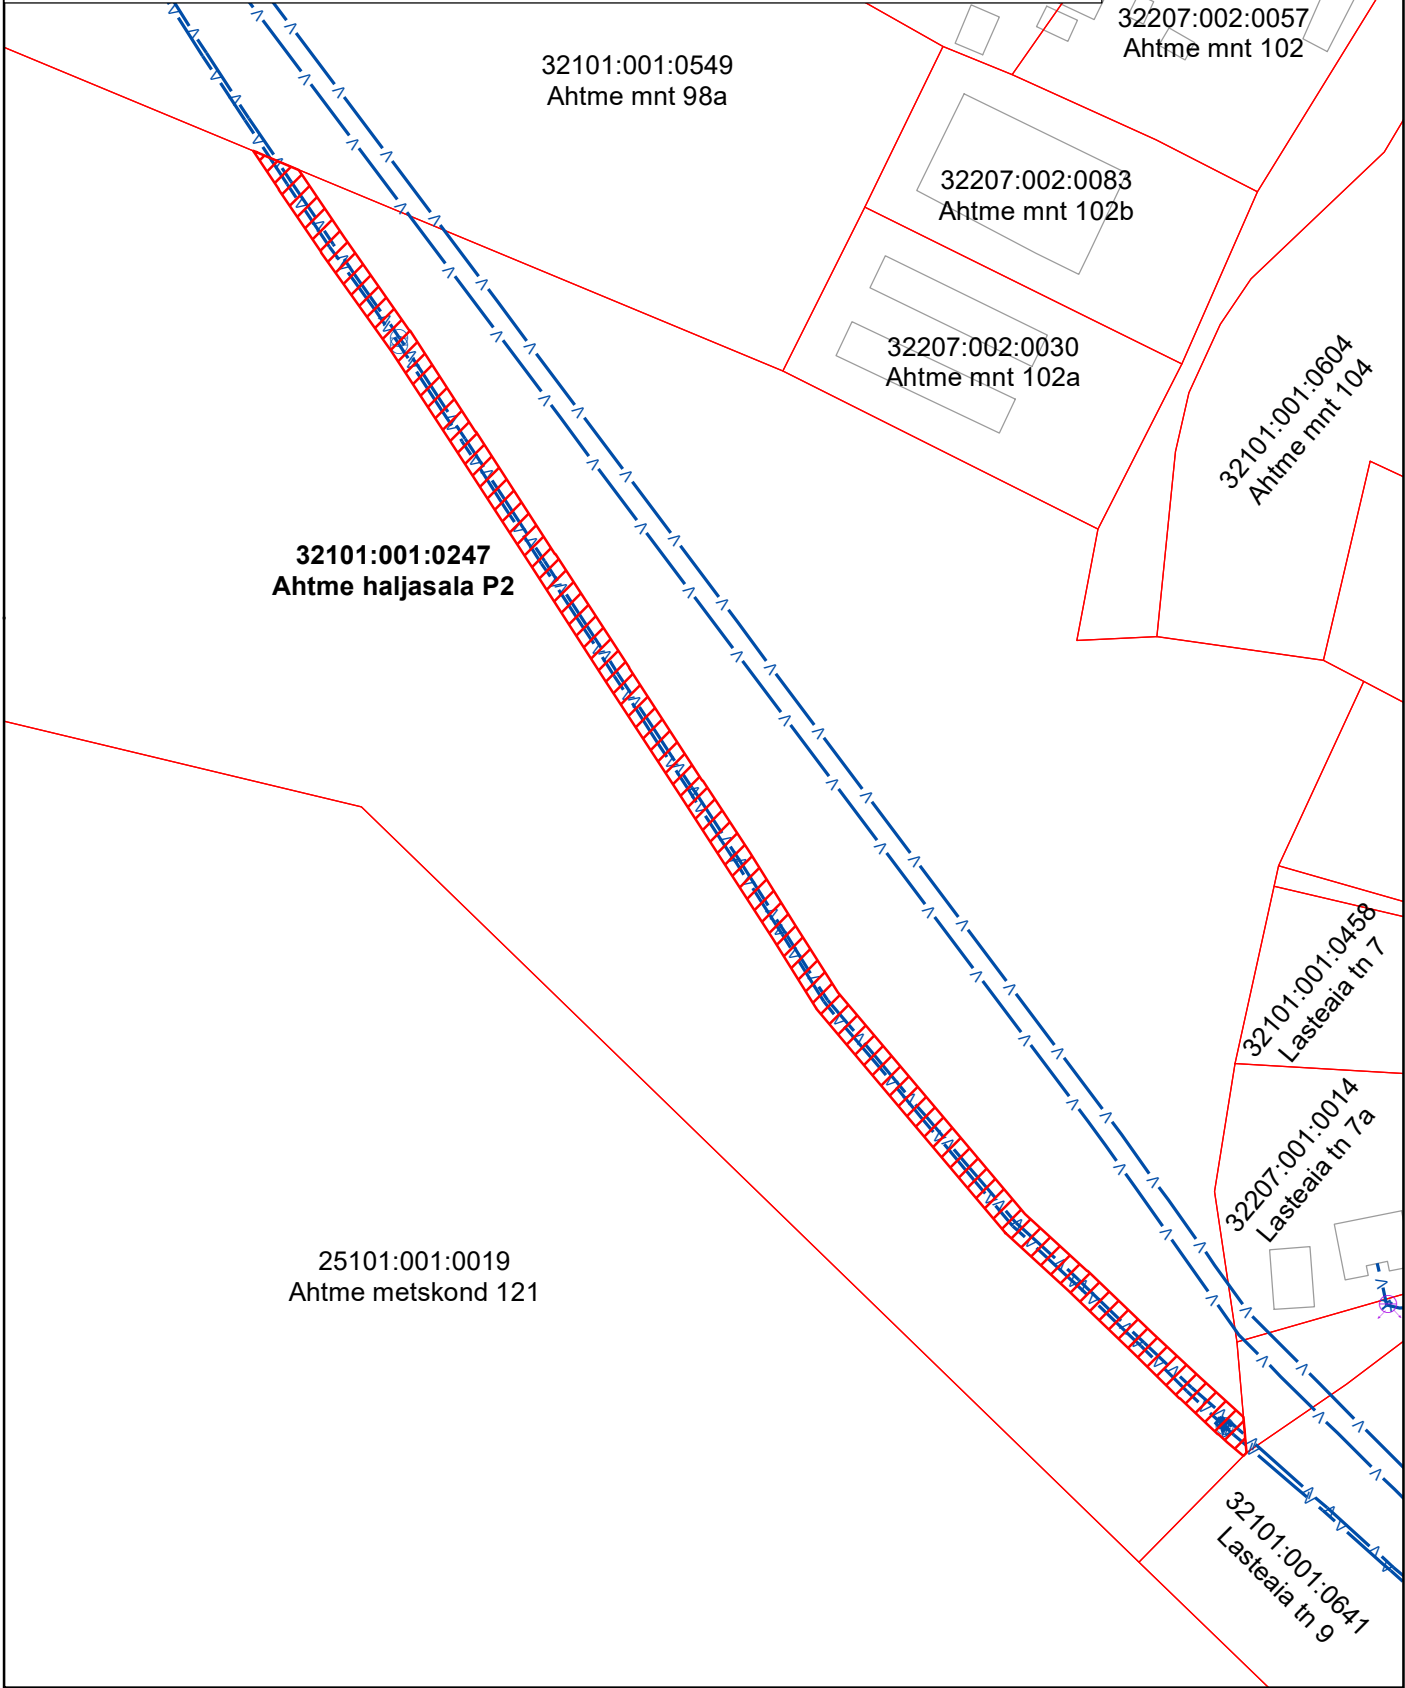 32207:002:0057
Ahtme mnt 102
32101:001:0549
Ahtme mnt 98a
32207:002:0083
Ahtme mnt 102b
32207:002:0030
Ahtme mnt 102a
32101:001:0604
Ahtme mnt 104
32101:001:0247
Ahtme haljasala P2
32101:001:0458
Lasteaia tn 7
32207:001:0014
Lasteaia tn 7a
25101:001:0019
Ahtme metskond 121
32101:001:0641
Lasteaia tn 9